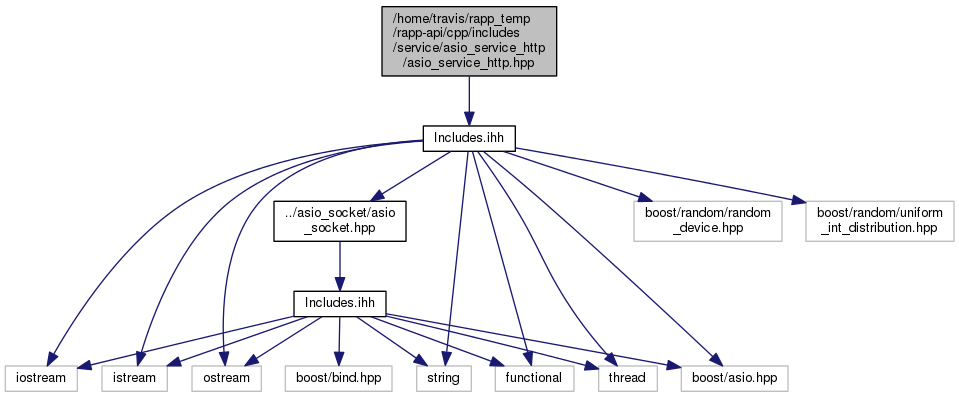 /home/travis/rapp_temp
/rapp-api/cpp/includes
/service/asio_service_http
/asio_service_http.hpp
Includes.ihh
../asio_socket/asio
_socket.hpp
boost/random/random
_device.hpp
boost/random/uniform
_int_distribution.hpp
Includes.ihh
iostream
istream
ostream
boost/bind.hpp
string
functional
thread
boost/asio.hpp